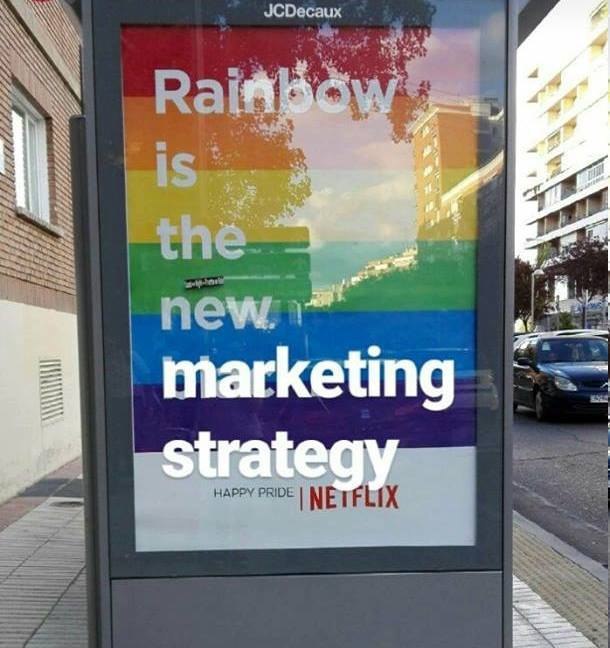 JCDecaux
Rainbow
is
the
new
marketing
strategy
HAPPY PRIDE | NETFLIX